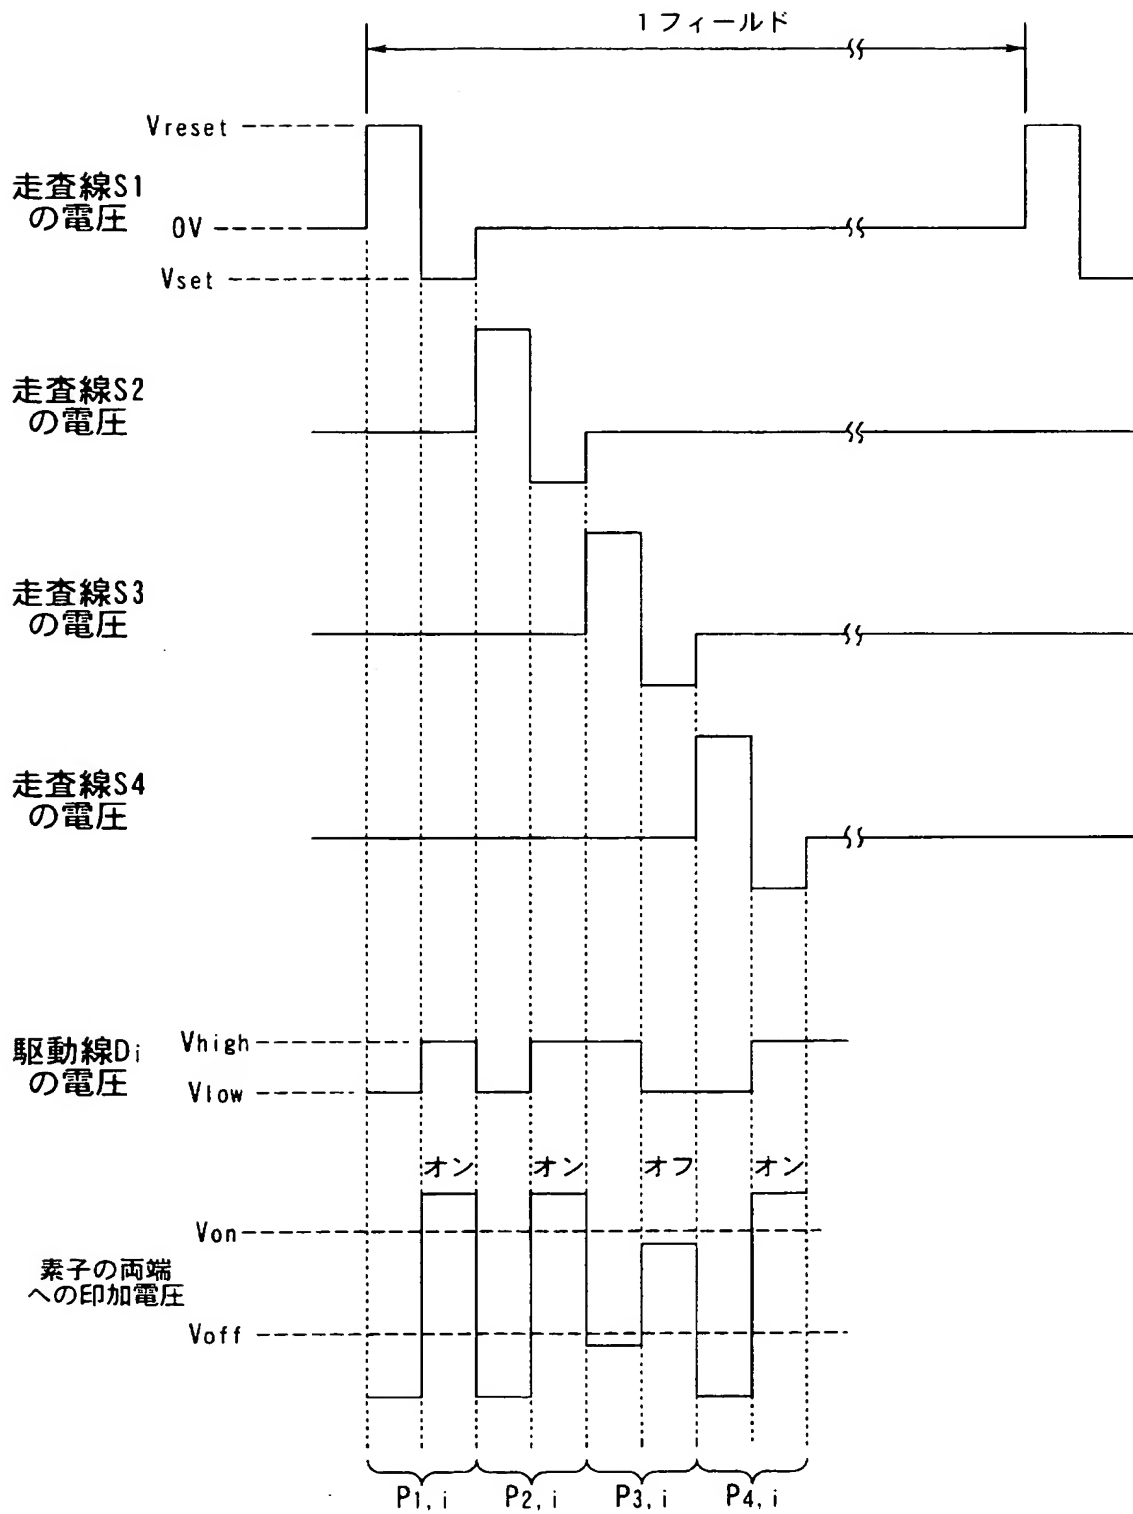 1フィールド
Vreset
走査線S1
の電圧
0V
Vset
走査線S2
の電圧
走査線S3
の電圧
走査線S4
の電圧
駆動線Di
の電圧
Vhigh
Vlow
オン
オン
オフ
オン
Von
素子の両端
への印加電圧
Voff
P1, i
P2, i
P3, i
P4, i